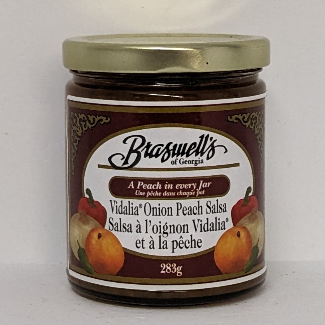 Braswell's
of Georgia
A Peach in every Jar
Une pêche dans chaque pot
Vidalia® Onion Peach Salsa
Salsa à l'oignon Vidalia®
et à la pêche
283g